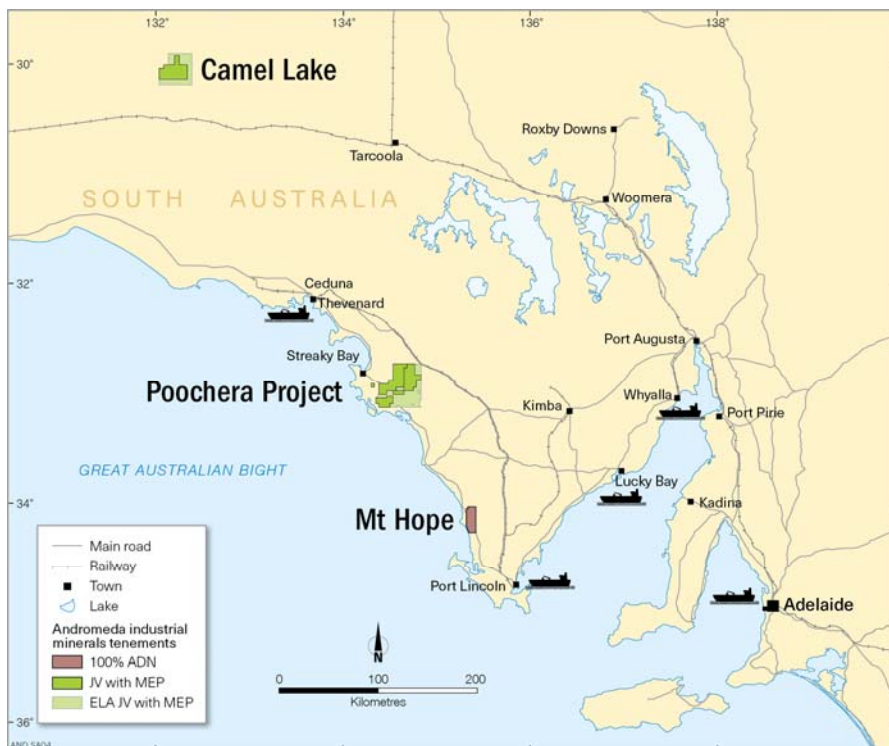 132°
134°
136°
138°
30°
Camel Lake
Roxby Downs
Tarcoola
SOUTH AUSTRALIA
Woomera
32°
Ceduna
Thevenard
Port Augusta
Streaky Bay
Poochera Project
Whyalla
Kimba
Port Pirie
GREAT AUSTRALIAN BIGHT
Lucky Bay
34°
Kadina
Mt Hope
Port Lincoln
Adelaide
Main road
Railway
Town
Lake
Andromeda industrial
minerals tenements
100% ADN
JV with MEP
ELA JV with MEP
N
0 100 200
Kilometres
36°